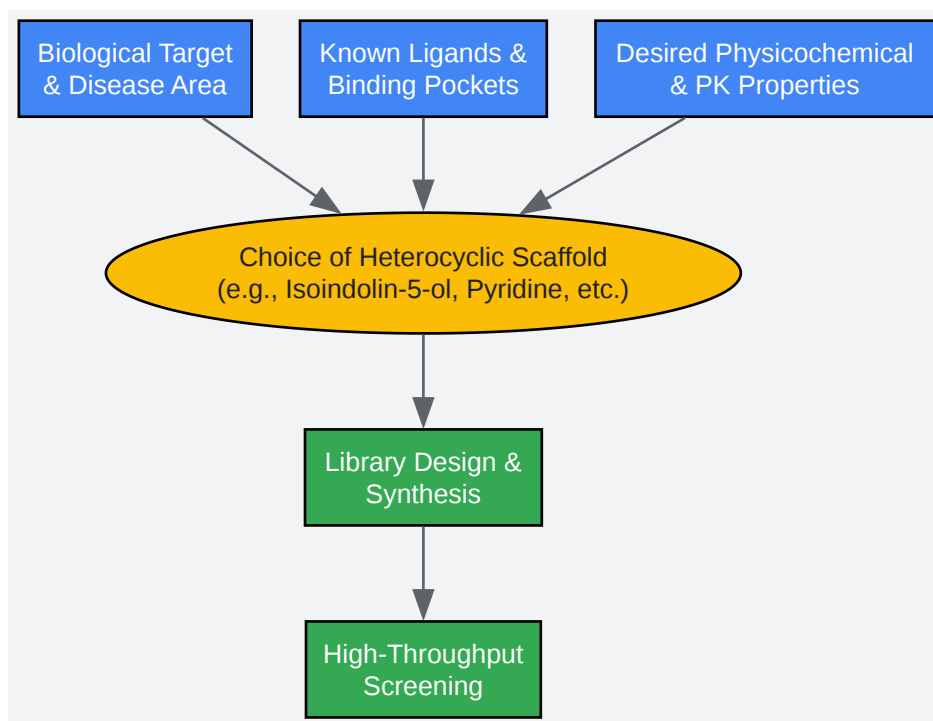 Biological Target
& Disease Area
Known Ligands &
Binding Pockets
Desired Physicochemical
& PK Properties
Choice of Heterocyclic Scaffold
(e.g., Isoindolin-5-ol, Pyridine, etc.)
Library Design &
Synthesis
High-Throughput
Screening